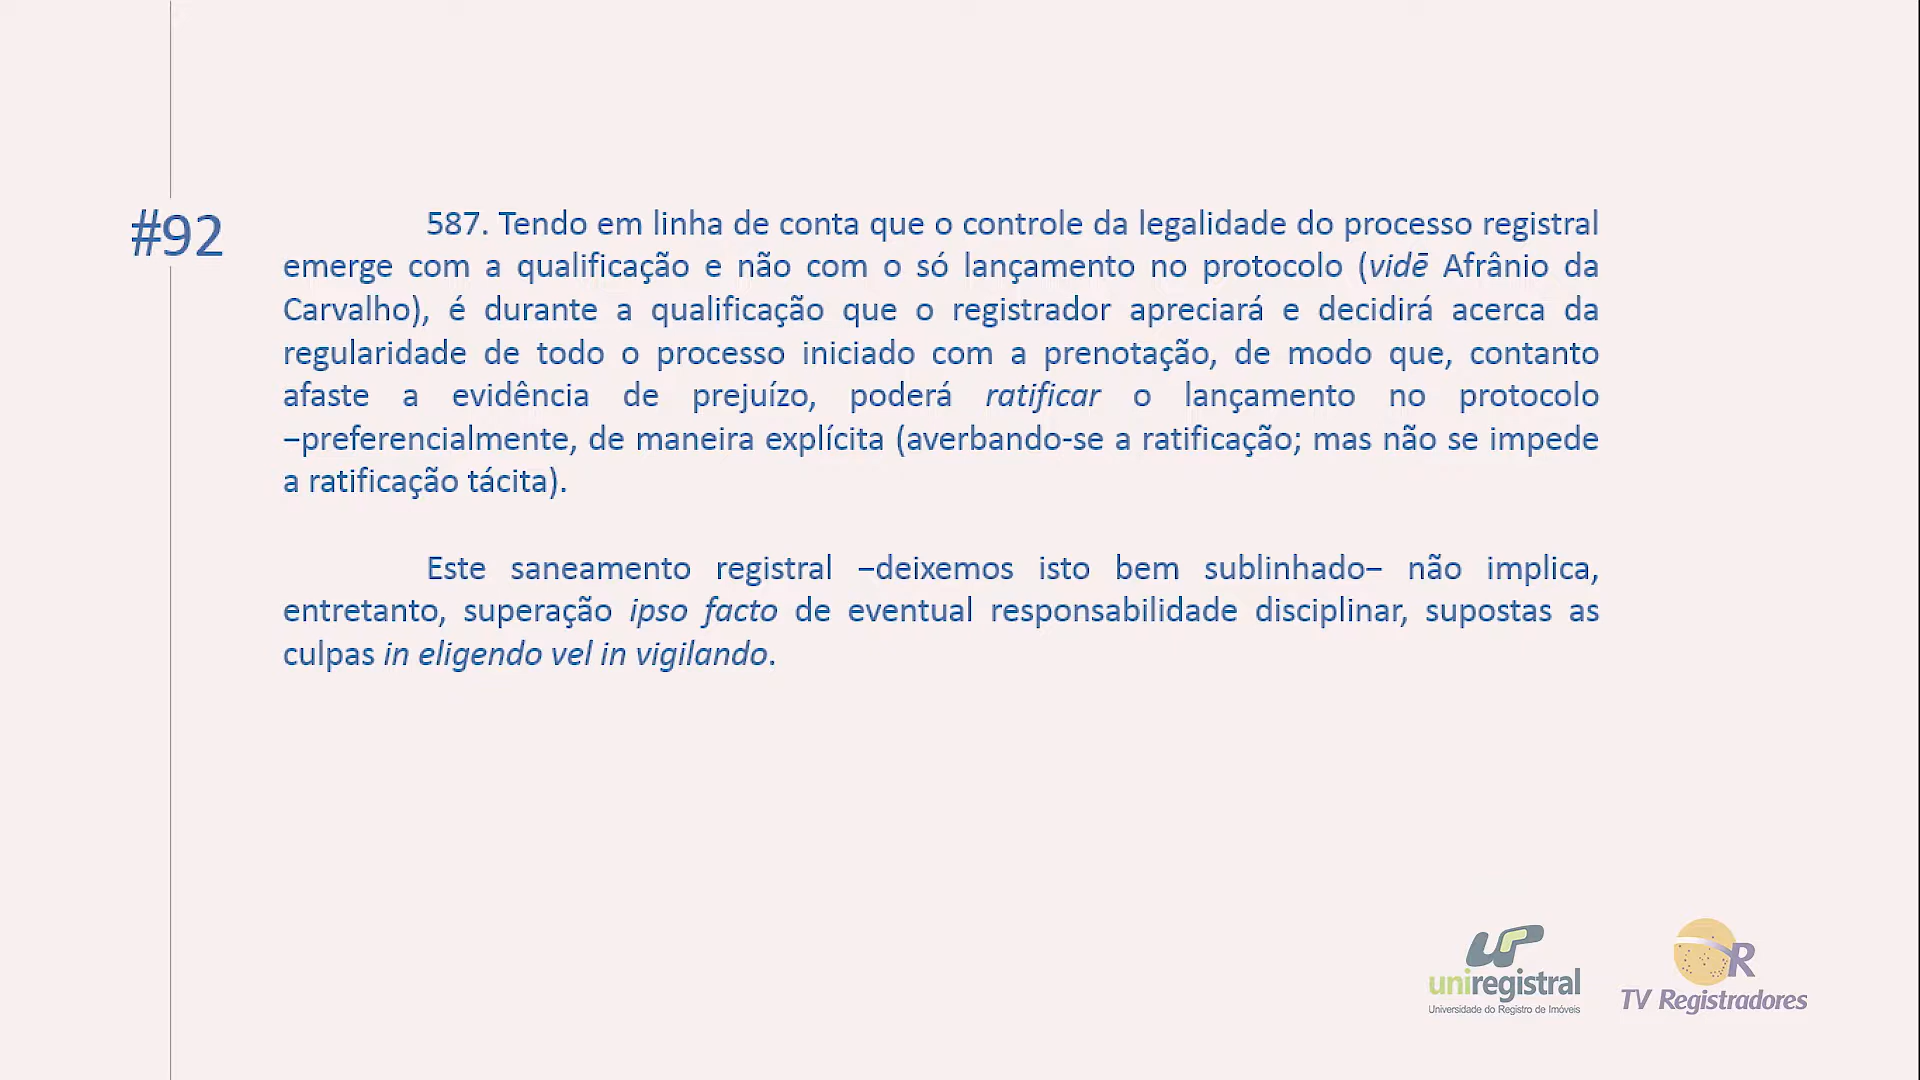 #92
587. Tendo em linha de conta que o controle da legalidade do processo registral
emerge com a qualificação e não com o só lançamento no protocolo (vidē Afrânio da
Carvalho), é durante a qualificação que o registrador apreciará e decidirá acerca da
regularidade de todo o processo iniciado com a prenotação, de modo que, contanto
afaste a evidência de prejuízo, poderá ratificar o lançamento no protocolo
−preferencialmente, de maneira explícita (averbando-se a ratificação; mas não se impede
a ratificação tácita).
Este saneamento registral −deixemos isto bem sublinhado− não implica,
entretanto, superação ipso facto de eventual responsabilidade disciplinar, supostas as
culpas in eligendo vel in vigilando.
uniregistral
Universidade do Registro de Imóveis
R
TV Registradores